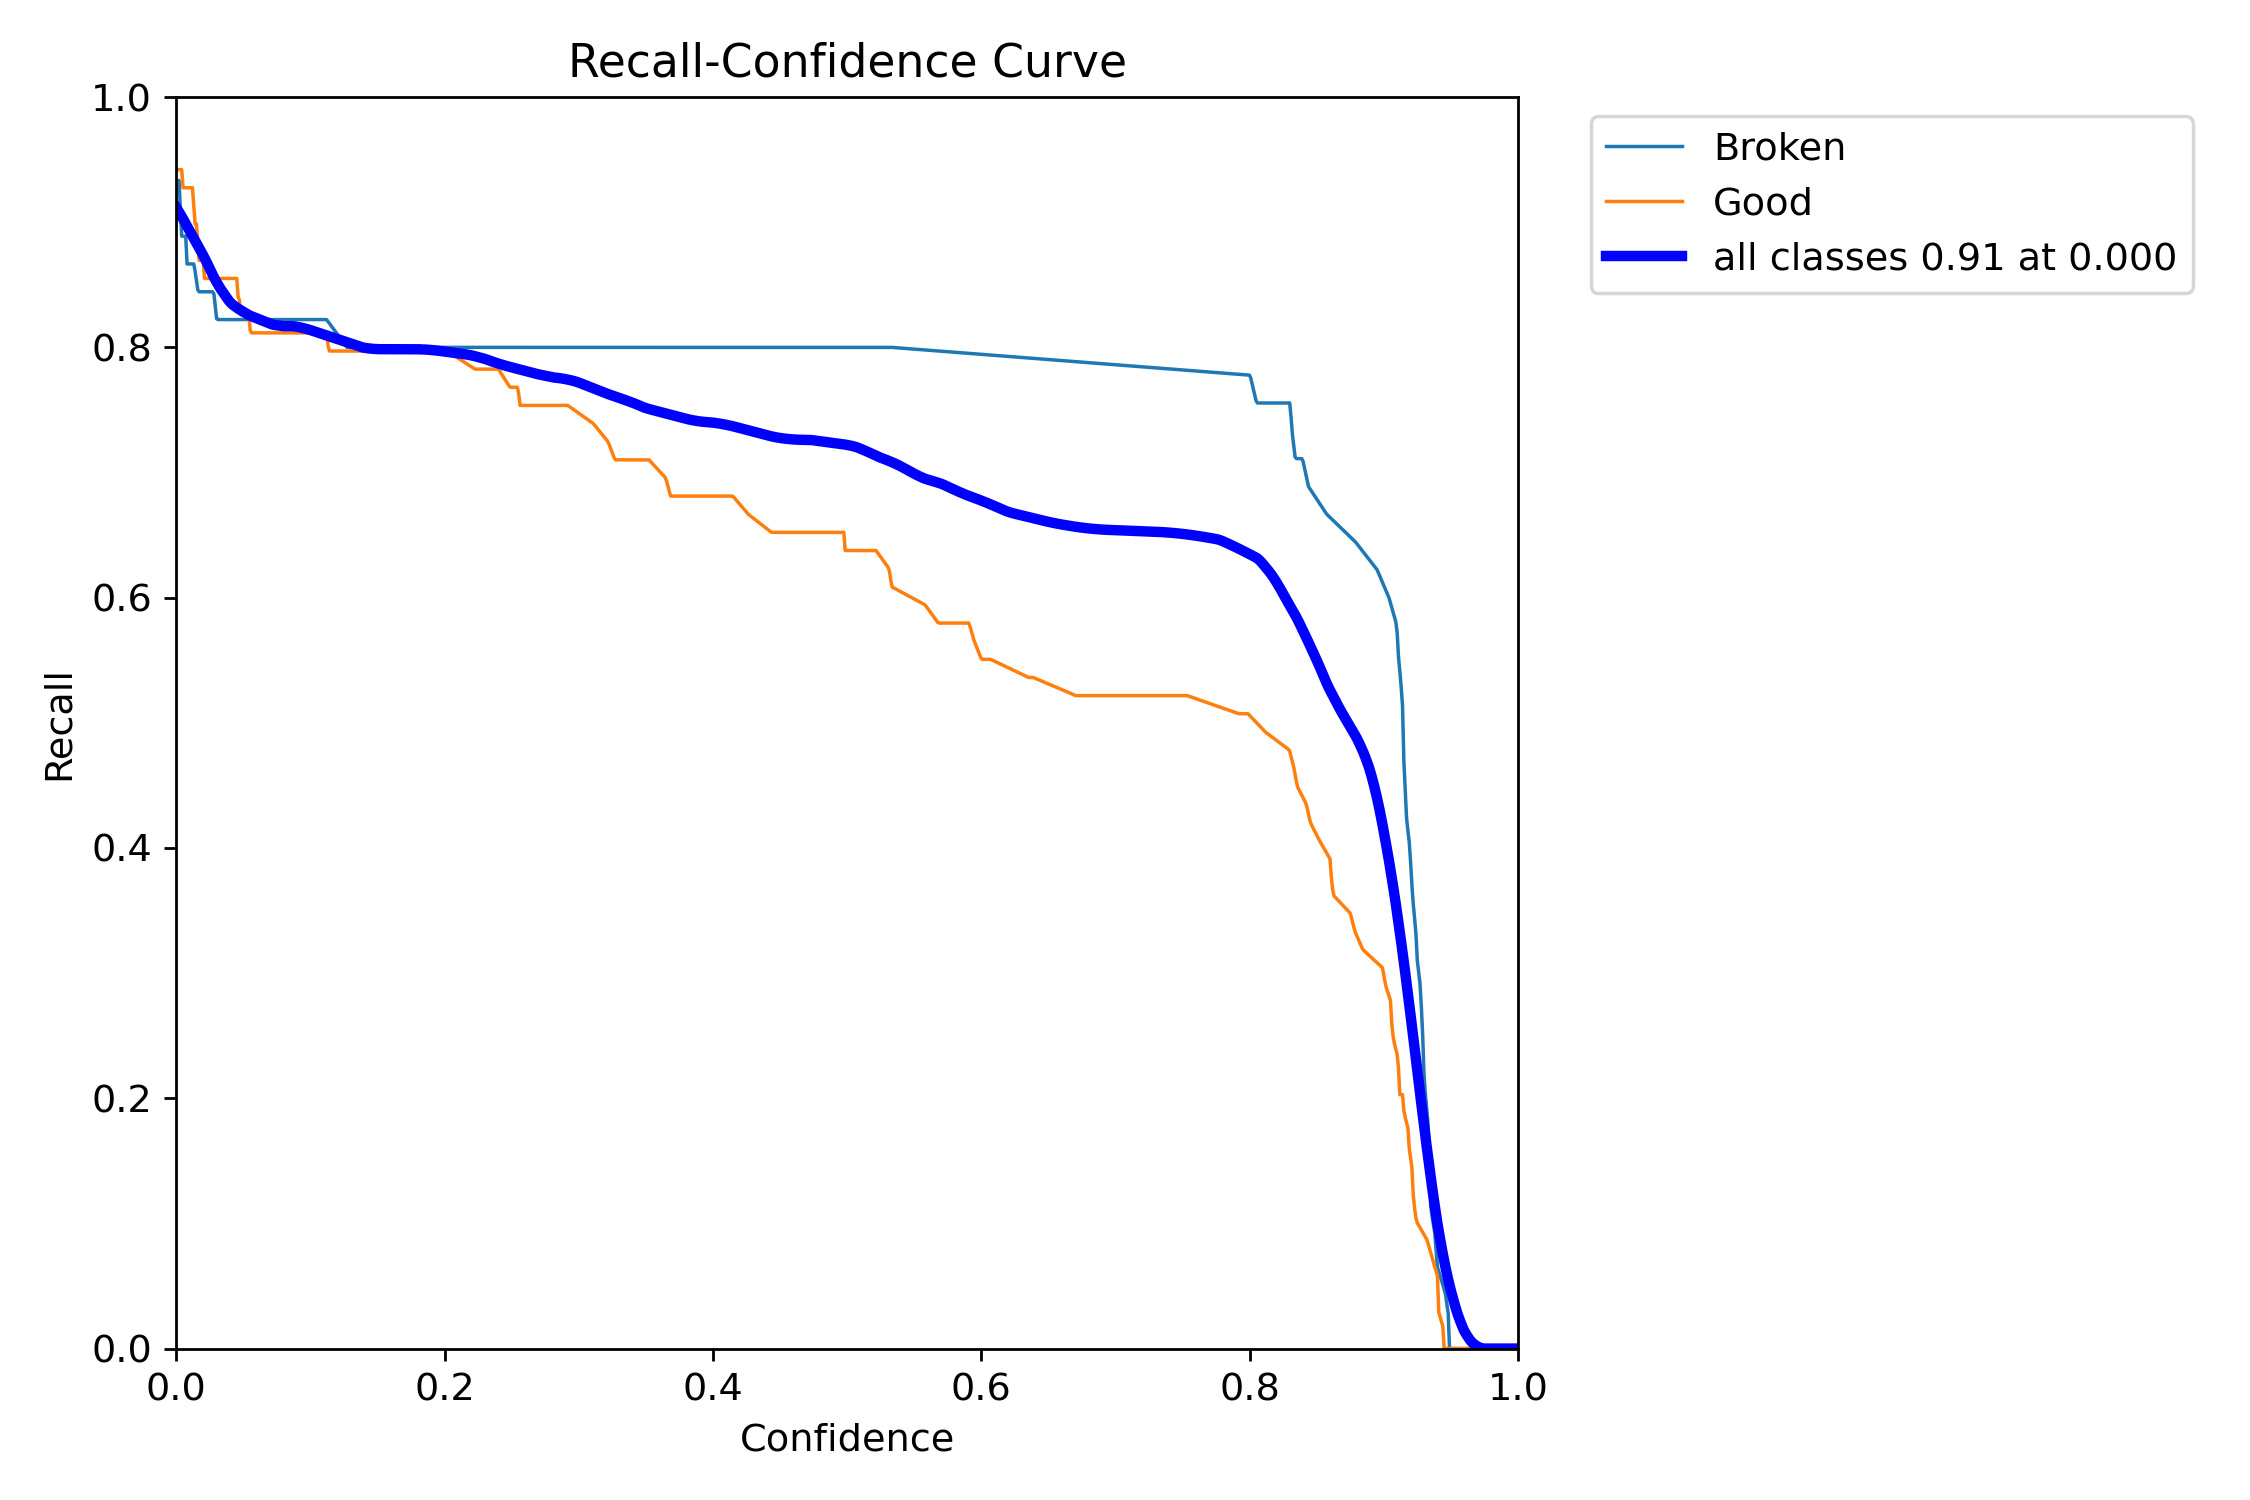 Recall-Confidence Curve
1.0
0.8
0.6
0.4
0.2
0.0
Recall
0.0 0.2 0.4 0.6 0.8 1.0
Confidence
Broken
Good
all classes 0.91 at 0.000